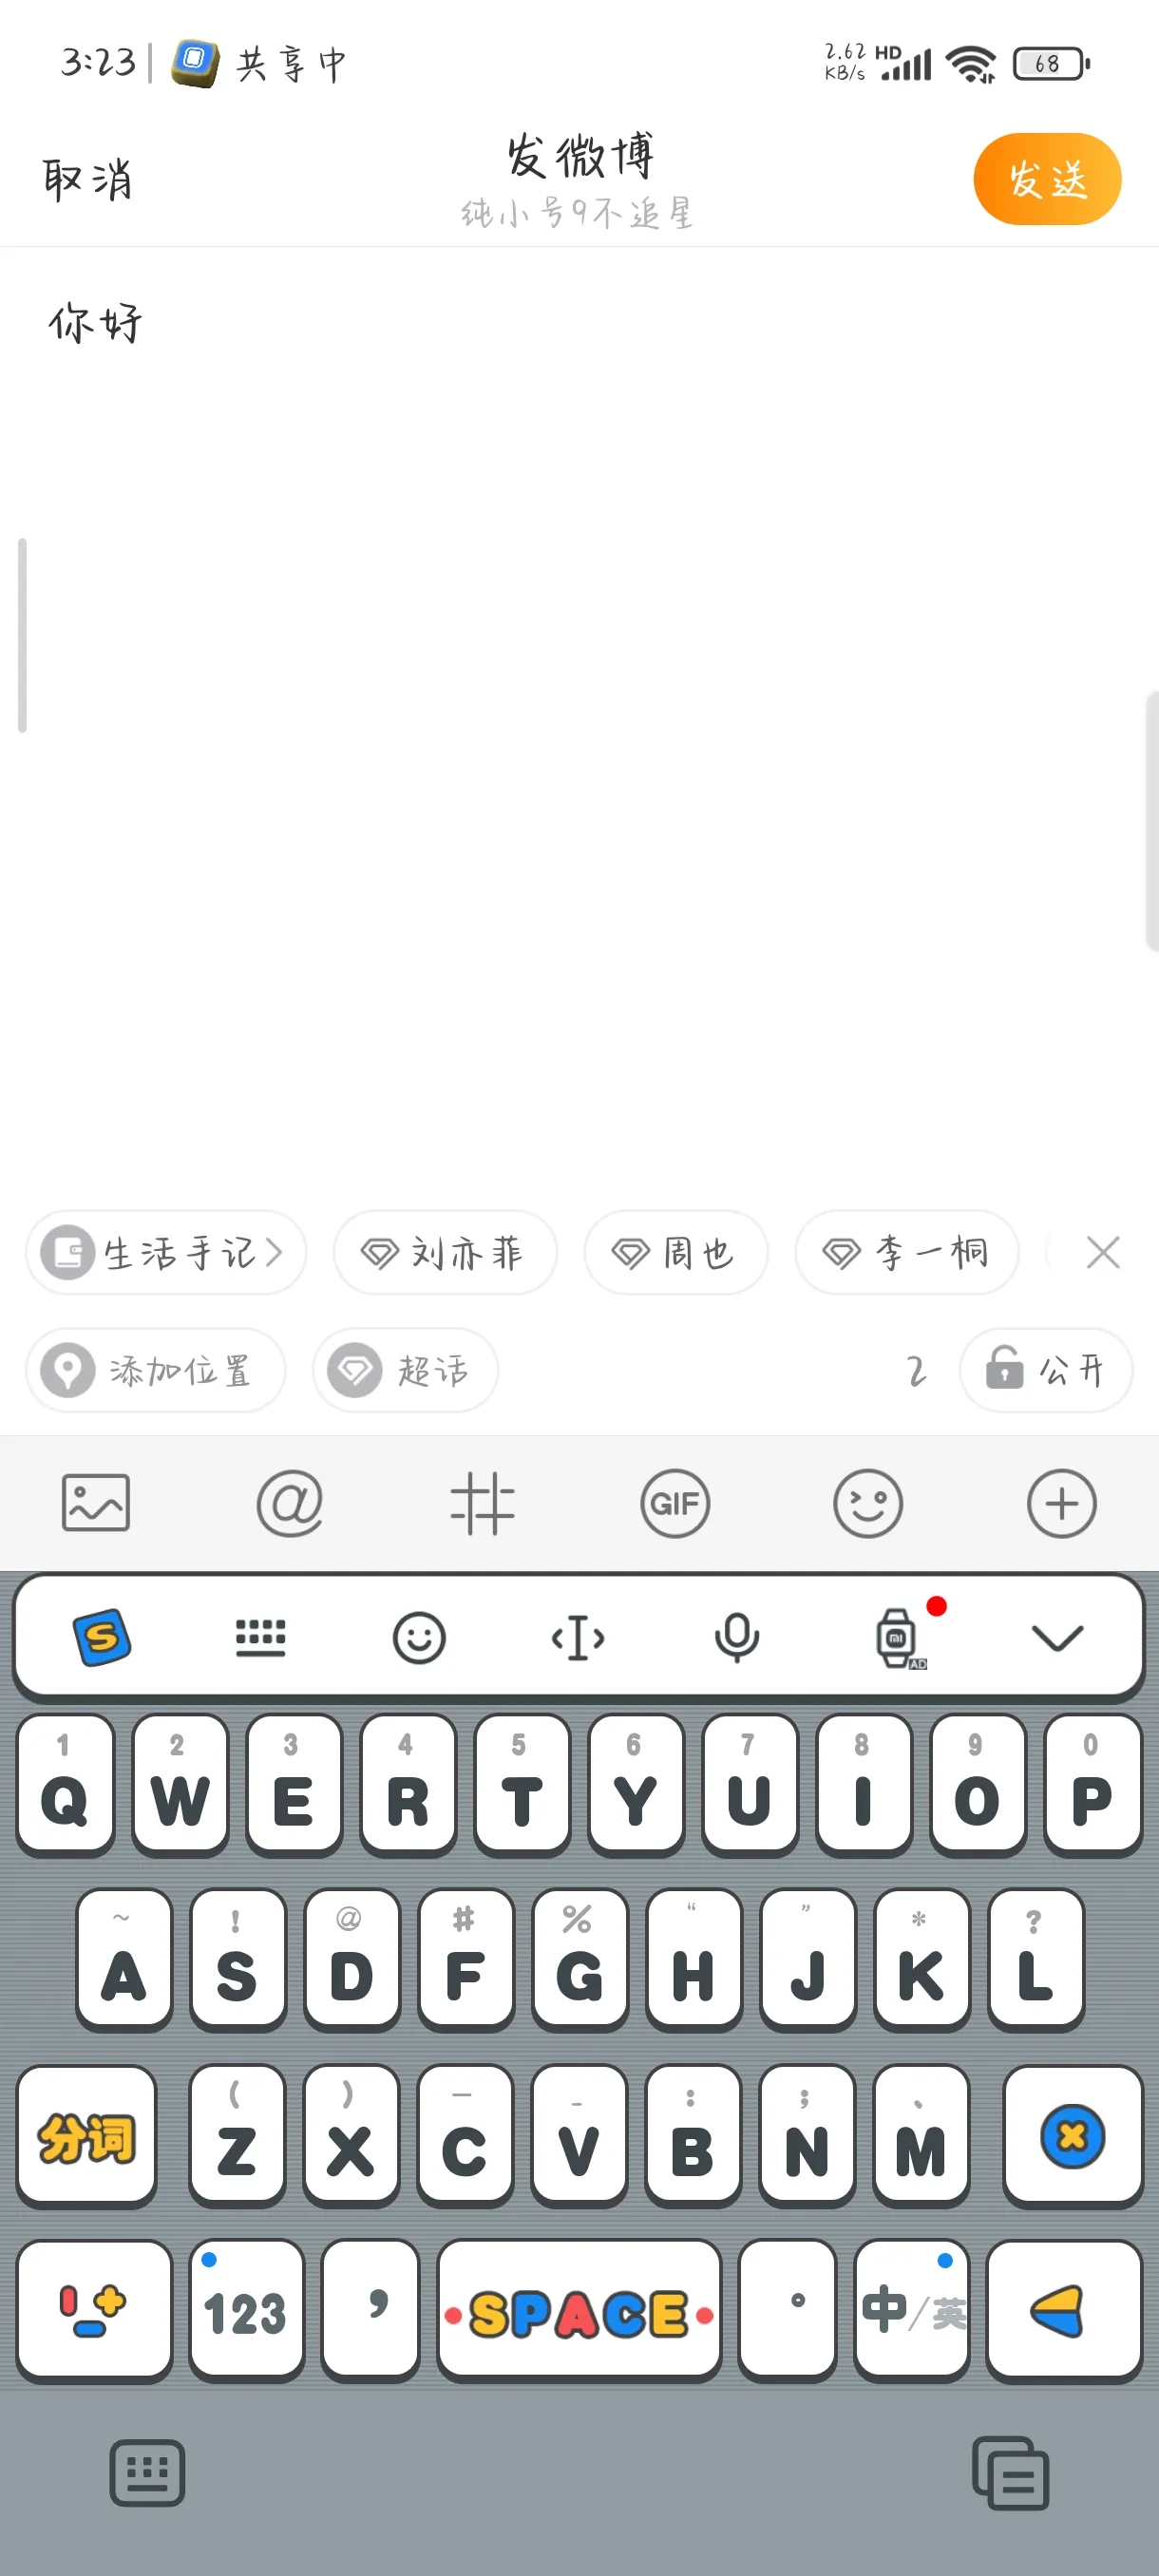 3:23 共享中 2.62 KB/s HD 68
取消 发微博 发送
纯小号9不追星
你好
生活手记 刘亦菲 周也 李一桐
添加位置 超话 2 公开
@ GIF
S mi AD
1 2 3 4 5 6 7 8 9 0
Q W E R T Y U I O P
~ ! @ # % “ ” * ?
A S D F G H J K L
( ) — - : ; 、
分词 Z X C V B N M
123 , SPACE 。 中/英